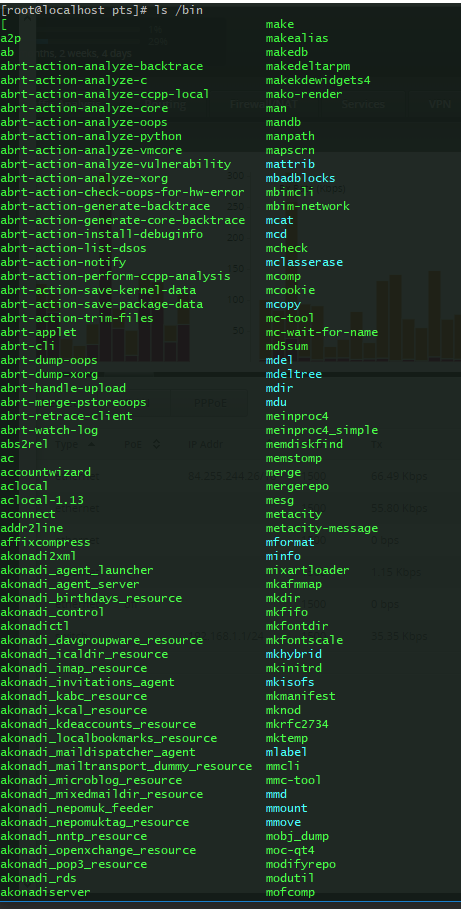 [root@localhost pts]# ls /bin
[ make
a2p makealias
ab makedb
abrt-action-analyze-backtrace makedeltarpm
abrt-action-analyze-c makekdewidgets4
abrt-action-analyze-ccpp-local mako-render
abrt-action-analyze-core man
abrt-action-analyze-oops mandb
abrt-action-analyze-python manpath
abrt-action-analyze-vmcore mapscrn
abrt-action-analyze-vulnerability mattrib
abrt-action-analyze-xorg mbadblocks
abrt-action-check-oops-for-hw-error mbimcli
abrt-action-generate-backtrace mbim-network
abrt-action-generate-core-backtrace mcat
abrt-action-install-debuginfo mcd
abrt-action-list-dsos mcheck
abrt-action-notify mclasserase
abrt-action-perform-ccpp-analysis mcomp
abrt-action-save-kernel-data mcookie
abrt-action-save-package-data mcopy
abrt-action-trim-files mc-tool
abrt-applet mc-wait-for-name
abrt-cli md5sum
abrt-dump-oops mdel
abrt-dump-xorg mdeltree
abrt-handle-upload mdir
abrt-merge-pstoreoops mdu
abrt-retrace-client meinproc4
abrt-watch-log meinproc4_simple
abs2rel memdiskfind
ac memstomp
accountwizard merge
aclocal mergerepo
aclocal-1.13 mesg
aconnect metacity
addr2line metacity-message
affixcompress mformat
akonadi2xml minfo
akonadi_agent_launcher mixartloader
akonadi_agent_server mkafmmap
akonadi_birthdays_resource mkdir
akonadi_control mkfifo
akonadictl mkfontdir
akonadi_davgroupware_resource mkfontscale
akonadi_icaldir_resource mkhybrid
akonadi_imap_resource mkinitrd
akonadi_invitations_agent mkisofs
akonadi_kabc_resource mkmanifest
akonadi_kcal_resource mknod
akonadi_kdeaccounts_resource mkrfc2734
akonadi_localbookmarks_resource mktemp
akonadi_maildispatcher_agent mlabel
akonadi_mailtransport_dummy_resource mmcli
akonadi_microblog_resource mmc-tool
akonadi_mixedmaildir_resource mmd
akonadi_nepomuk_feeder mmount
akonadi_nepomuktag_resource mmove
akonadi_nntp_resource mobj_dump
akonadi_openxchange_resource moc-qt4
akonadi_pop3_resource modifyrepo
akonadi_rds modutil
akonadiserver mofcomp